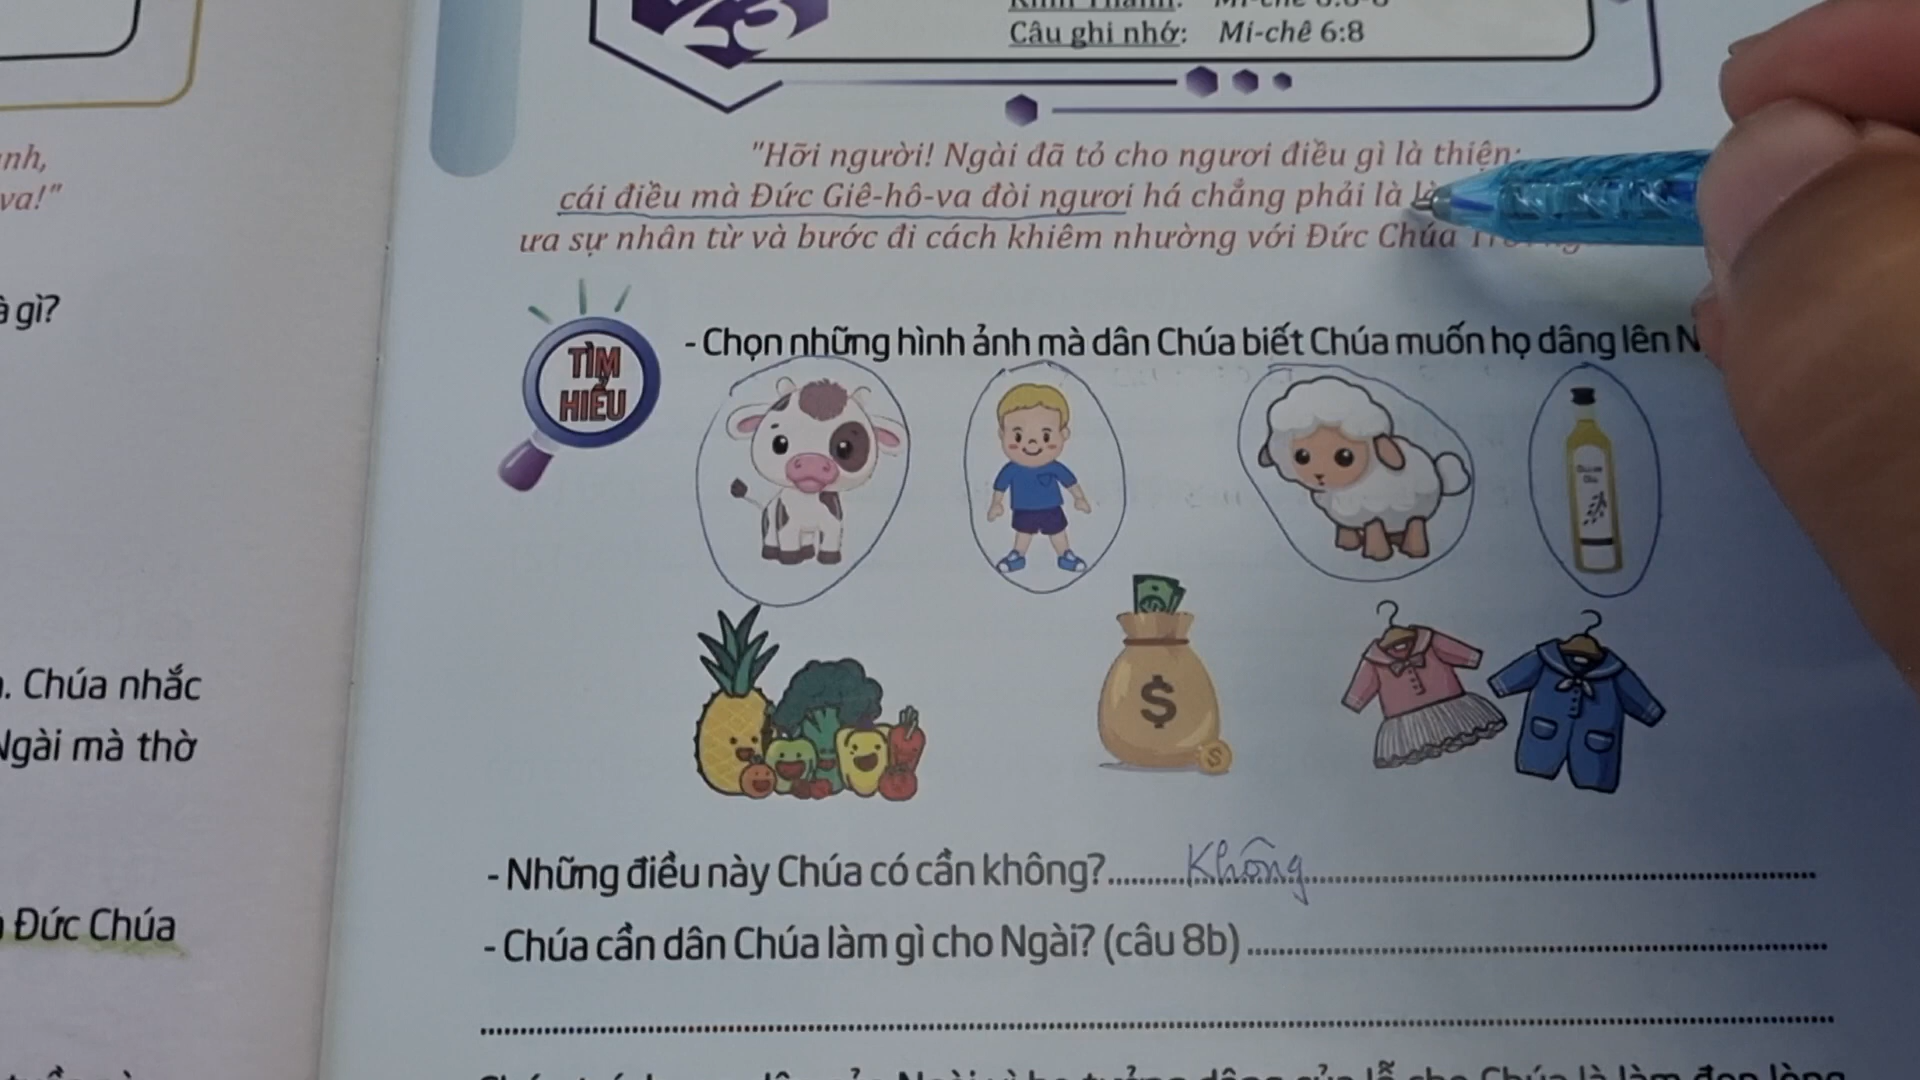 23
Câu ghi nhớ: Mi-chê 6:8
"Hỡi người! Ngài đã tỏ cho ngươi điều gì là thiện;
cái điều mà Đức Giê-hô-va đòi ngươi há chẳng phải là
ưa sự nhân từ và bước đi cách khiêm nhường với Đức Chúa
TÌM
HIỂU
- Chọn những hình ảnh mà dân Chúa biết Chúa muốn họ dâng lên
$
$
- Những điều này Chúa có cần không? Không
- Chúa cần dân Chúa làm gì cho Ngài? (câu 8b)
va!"
gì?
. Chúa nhắc
Ngài mà thờ
Đức Chúa